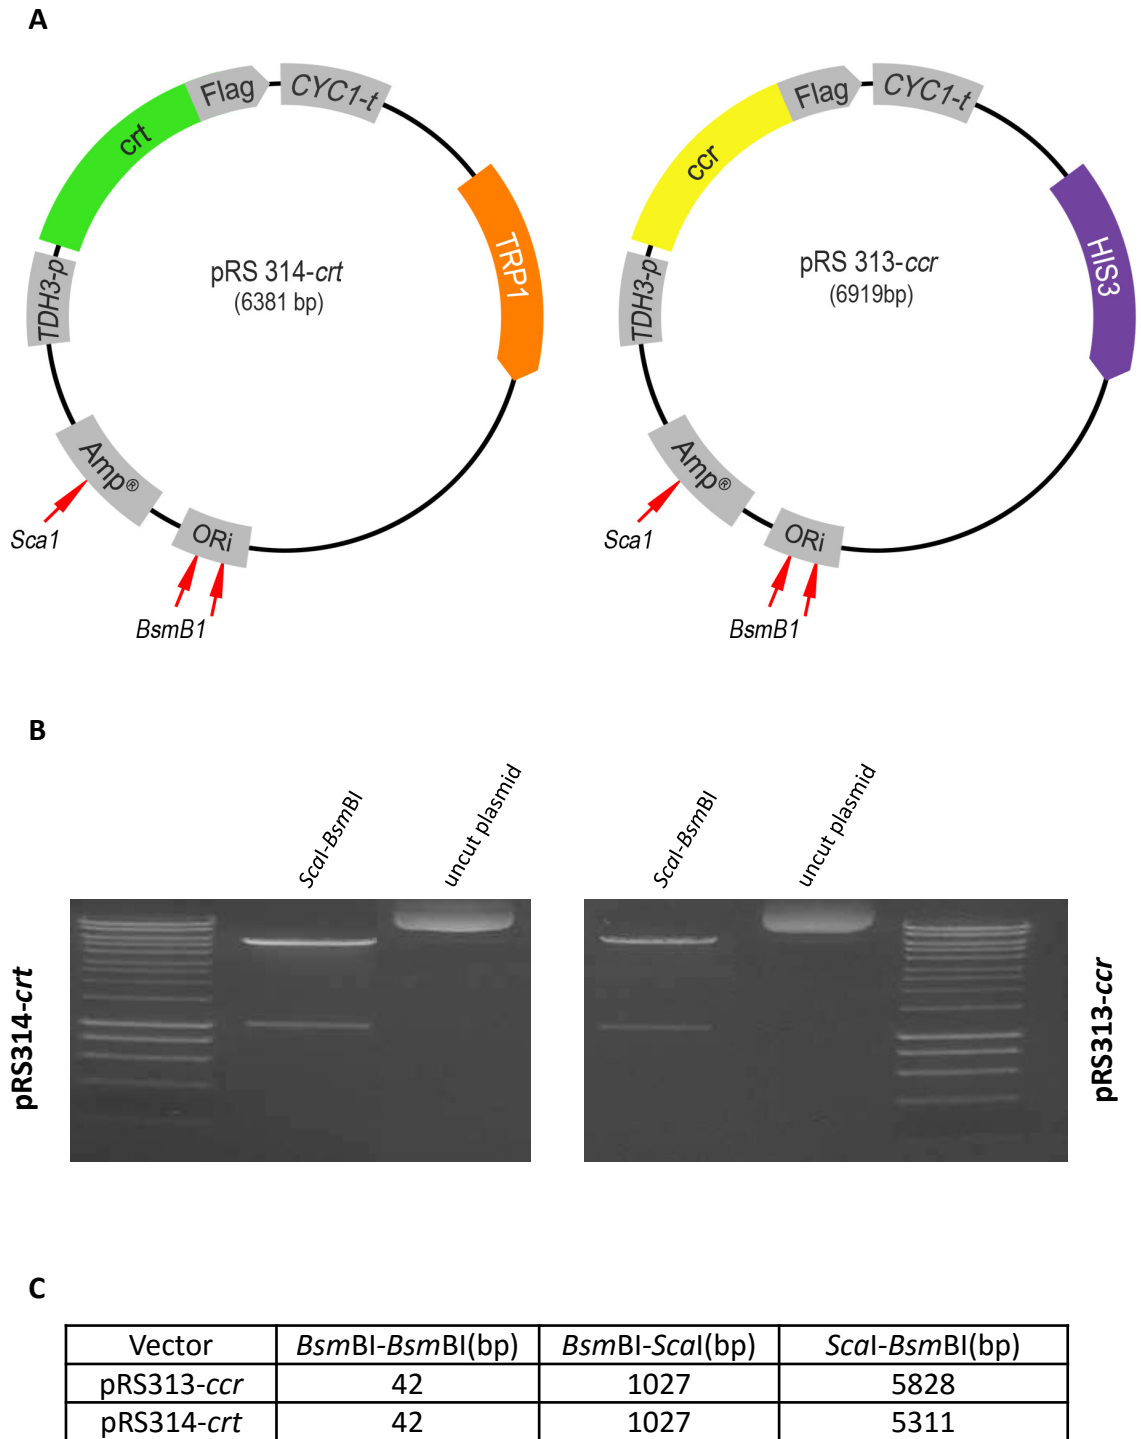 A
Flag
CYC1-t
crt
TRP1
TDH3-p
pRS 314-crt
(6381 bp)
Amp®
Sca1
ORi
BsmB1
Flag
CYC1-t
ccr
HIS3
TDH3-p
pRS 313-ccr
(6919bp)
Amp®
Sca1
ORi
BsmB1
B
ScaI-BsmBI
uncut plasmid
ScaI-BsmBI
uncut plasmid
pRS314-crt
pRS313-ccr
C
Vector BsmBI-BsmBI(bp) BsmBI-ScaI(bp) ScaI-BsmBI(bp)
pRS313-ccr 42 1027 5828
pRS314-crt 42 1027 5311